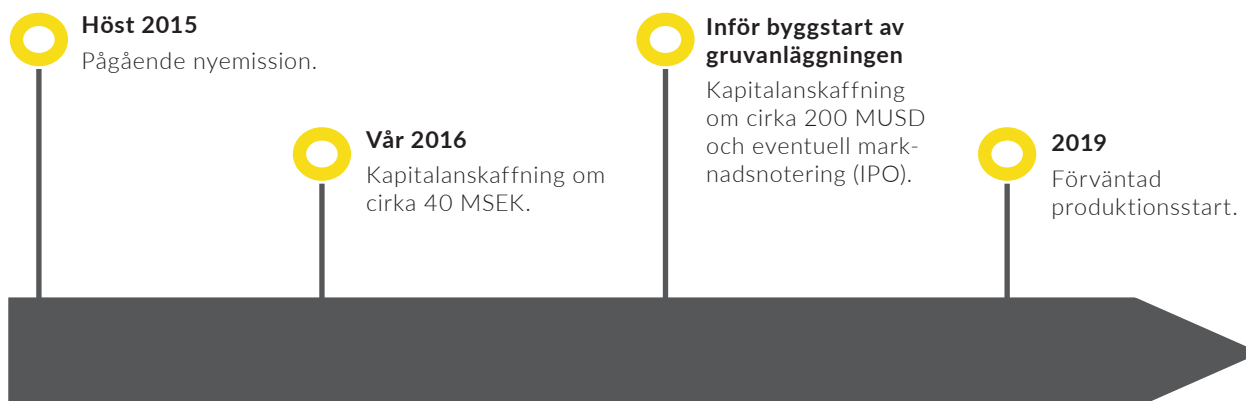 Höst 2015
Pågående nyemission.
Vår 2016
Kapitalanskaffning om
cirka 40 MSEK.
Inför byggstart av
gruvanläggningen
Kapitalanskaffning
om cirka 200 MUSD
och eventuell mark-
nadsnotering (IPO).
2019
Förväntad
produktionsstart.